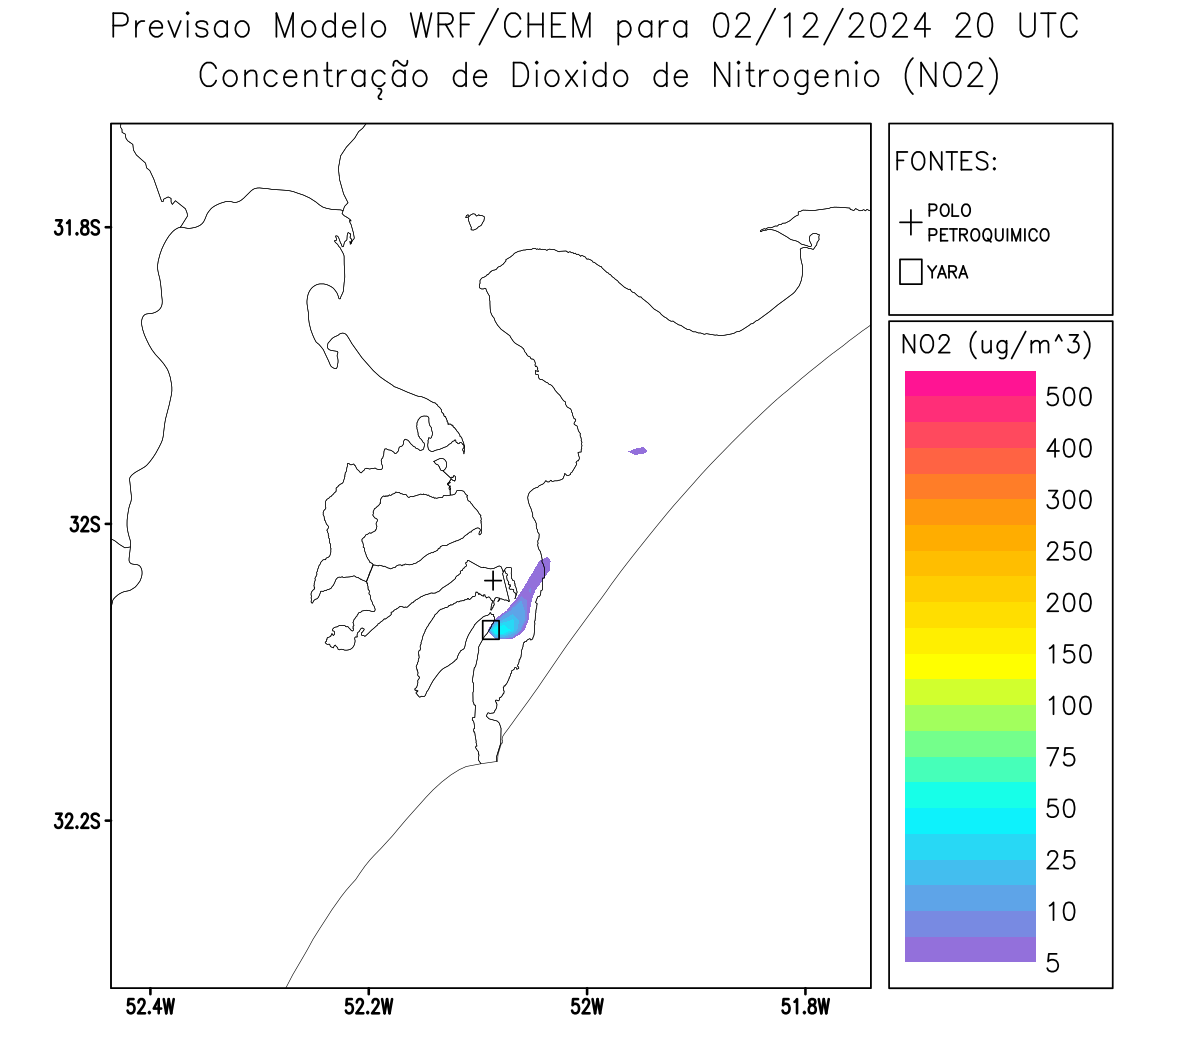 Previsao Modelo WRF/CHEM para 02/12/2024 20 UTC
Concentração de Dioxido de Nitrogenio (NO2)
FONTES:
POLO
PETROQUIMICO
YARA
31.8S
32S
32.2S
52.4W
52.2W
52W
51.8W
NO2 (ug/m^3)
500
400
300
250
200
150
100
75
50
25
10
5